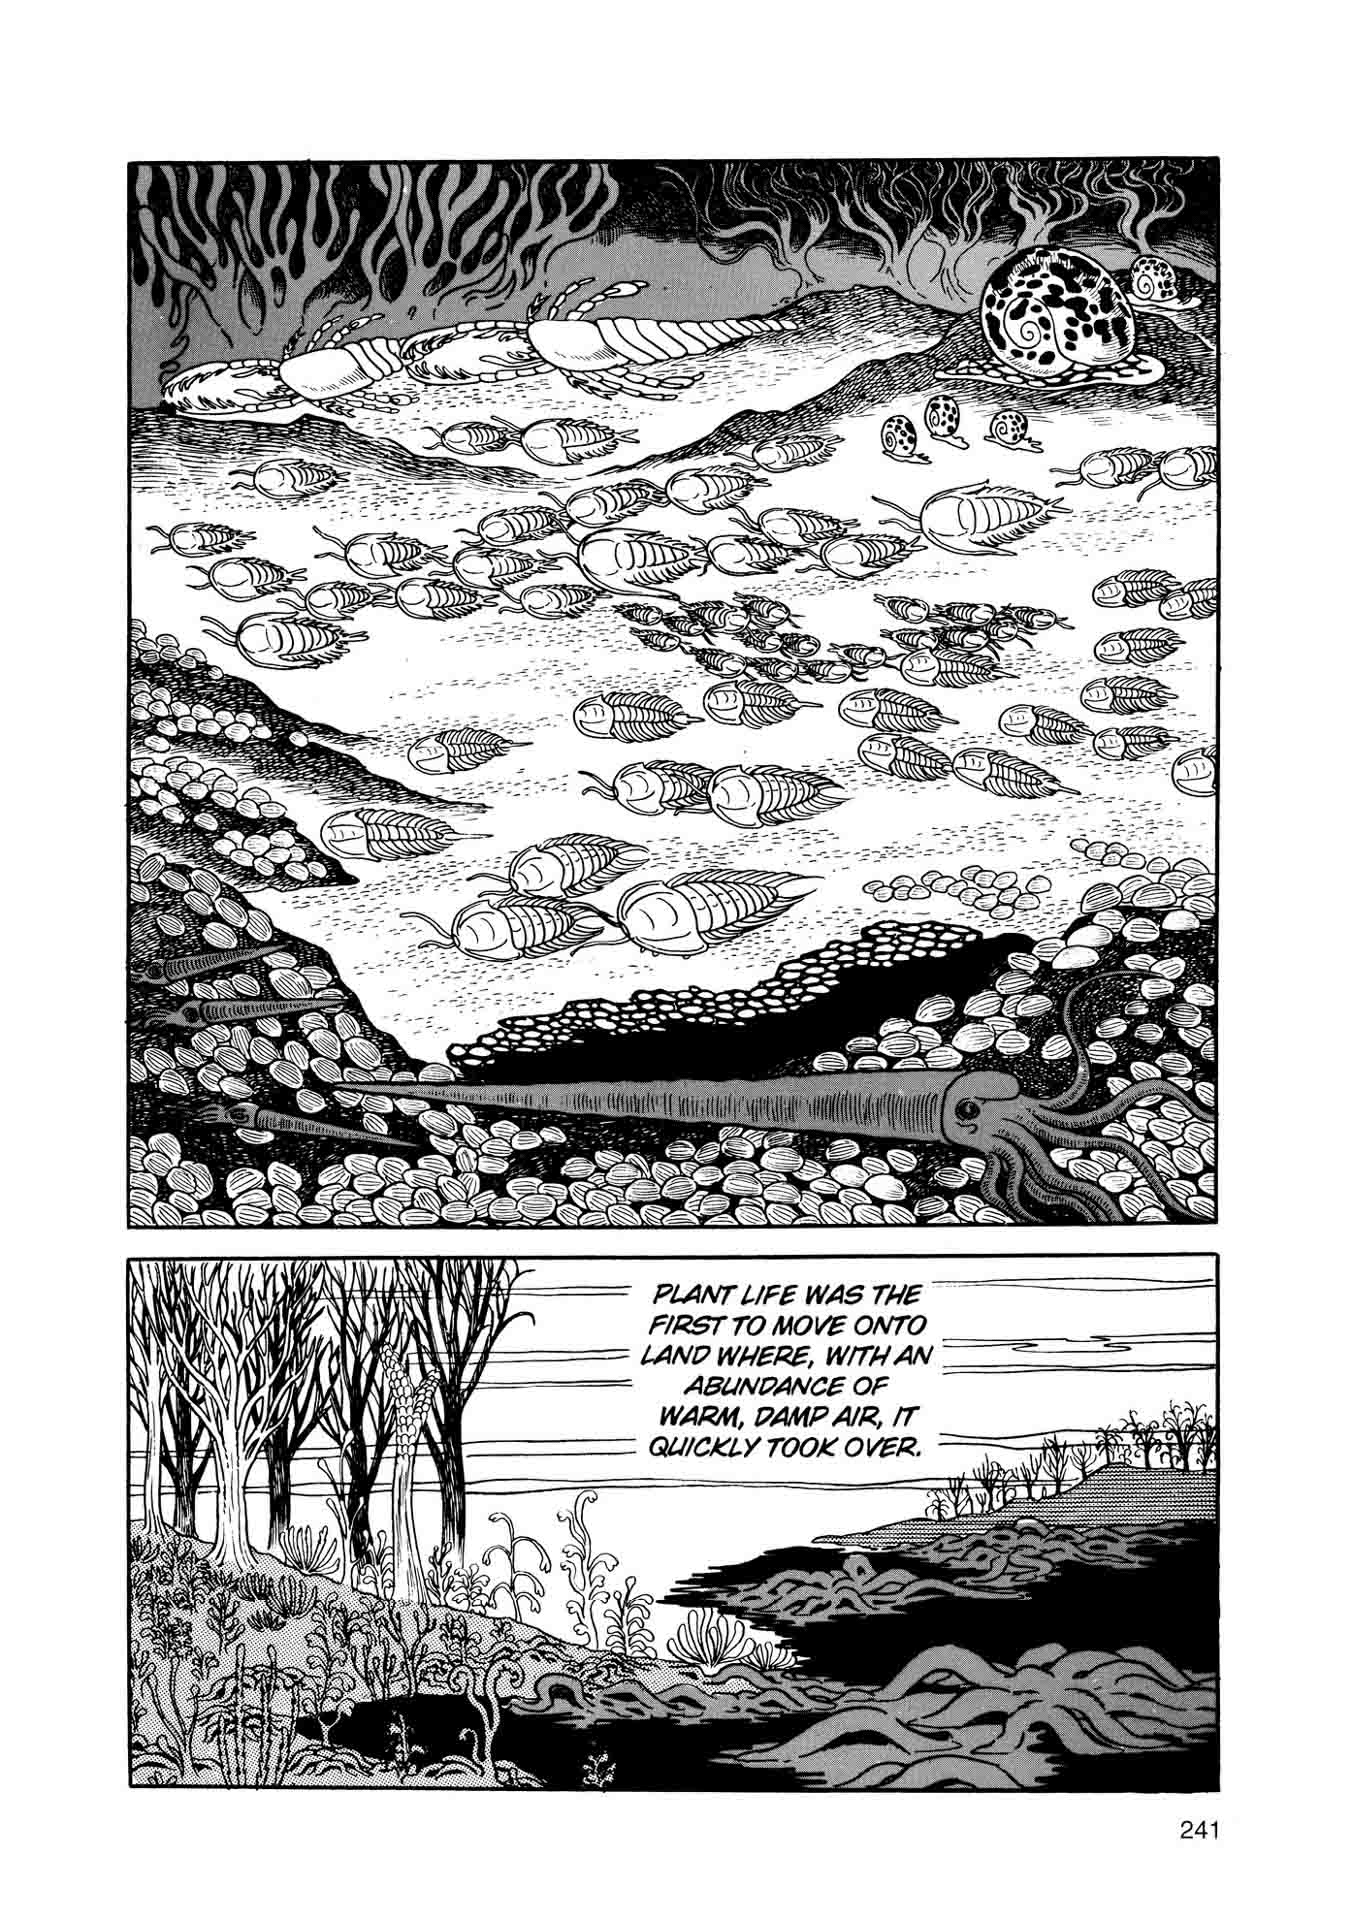 PLANT LIFE WAS THE
FIRST TO MOVE ONTO
LAND WHERE, WITH AN
ABUNDANCE OF
WARM, DAMP AIR, IT
QUICKLY TOOK OVER.
241